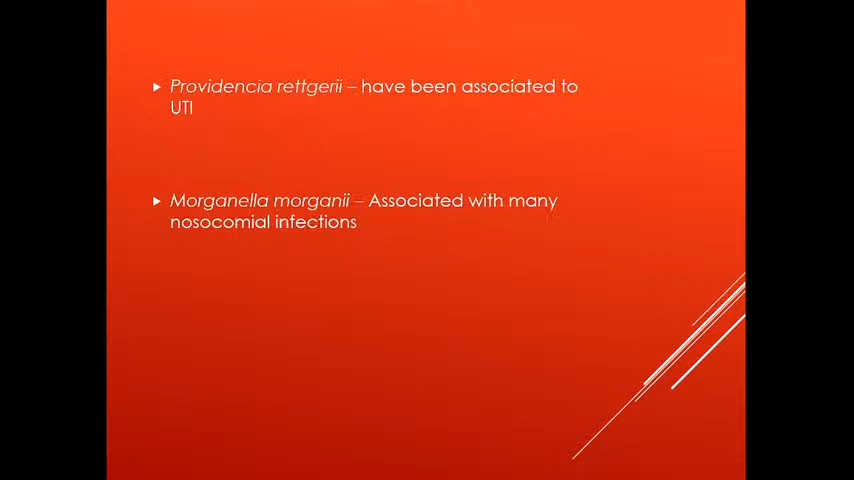 Providencia rettgerii – have been associated to
UTI
Morganella morganii – Associated with many
nosocomial infections